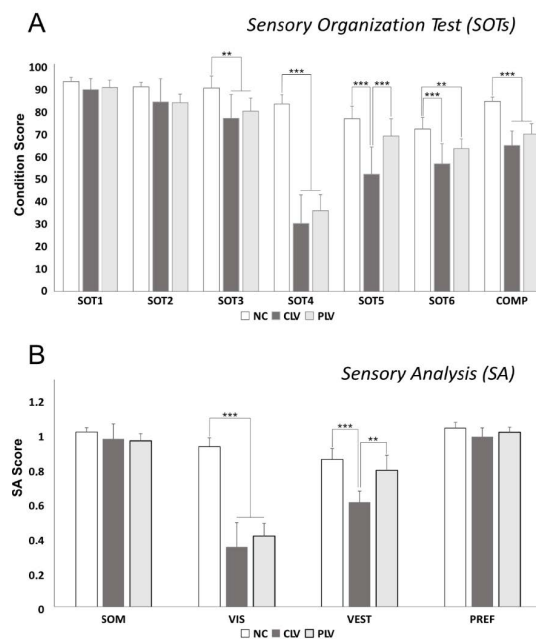 A
Sensory Organization Test (SOTs)
Condition Score
100
90
80
70
60
50
40
30
20
10
0
**
***
*** ***
**
***
***
SOT1 SOT2 SOT3 SOT4 SOT5 SOT6 COMP
NC CLV PLV
B
Sensory Analysis (SA)
SA Score
1.2
1
0.8
0.6
0.4
0.2
0
***
***
**
SOM VIS VEST PREF
NC CLV PLV